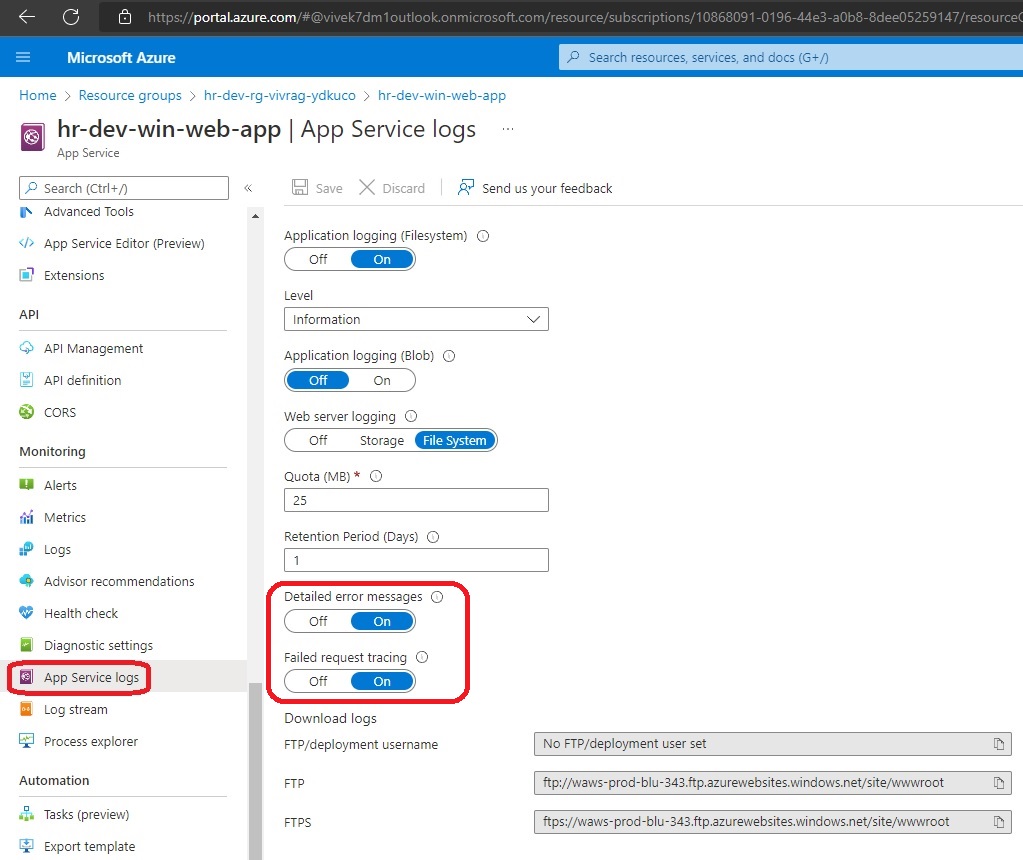 https://portal.azure.com/#@vivek7dm1outlook.onmicrosoft.com/resource/subscriptions/10868091-0196-44e3-a0b8-8dee05259147/resource
Microsoft Azure
Search resources, services, and docs (G+/)
Home > Resource groups > hr-dev-rg-vivrag-ydkuco > hr-dev-win-web-app
hr-dev-win-web-app | App Service logs ...
App Service
Search (Ctrl+/)
«
Advanced Tools
App Service Editor (Preview)
Extensions
API
API Management
API definition
CORS
Monitoring
Alerts
Metrics
Logs
Advisor recommendations
Health check
Diagnostic settings
App Service logs
Log stream
Process explorer
Automation
Tasks (preview)
Export template
Save Discard Send us your feedback
Application logging (Filesystem)
Off On
Level
Information
Application logging (Blob)
Off On
Web server logging
Off Storage File System
Quota (MB) *
25
Retention Period (Days)
1
Detailed error messages
Off On
Failed request tracing
Off On
Download logs
FTP/deployment username
No FTP/deployment user set
FTP
ftp://waws-prod-blu-343.ftp.azurewebsites.windows.net/site/wwwroot
FTPS
ftps://waws-prod-blu-343.ftp.azurewebsites.windows.net/site/wwwroot